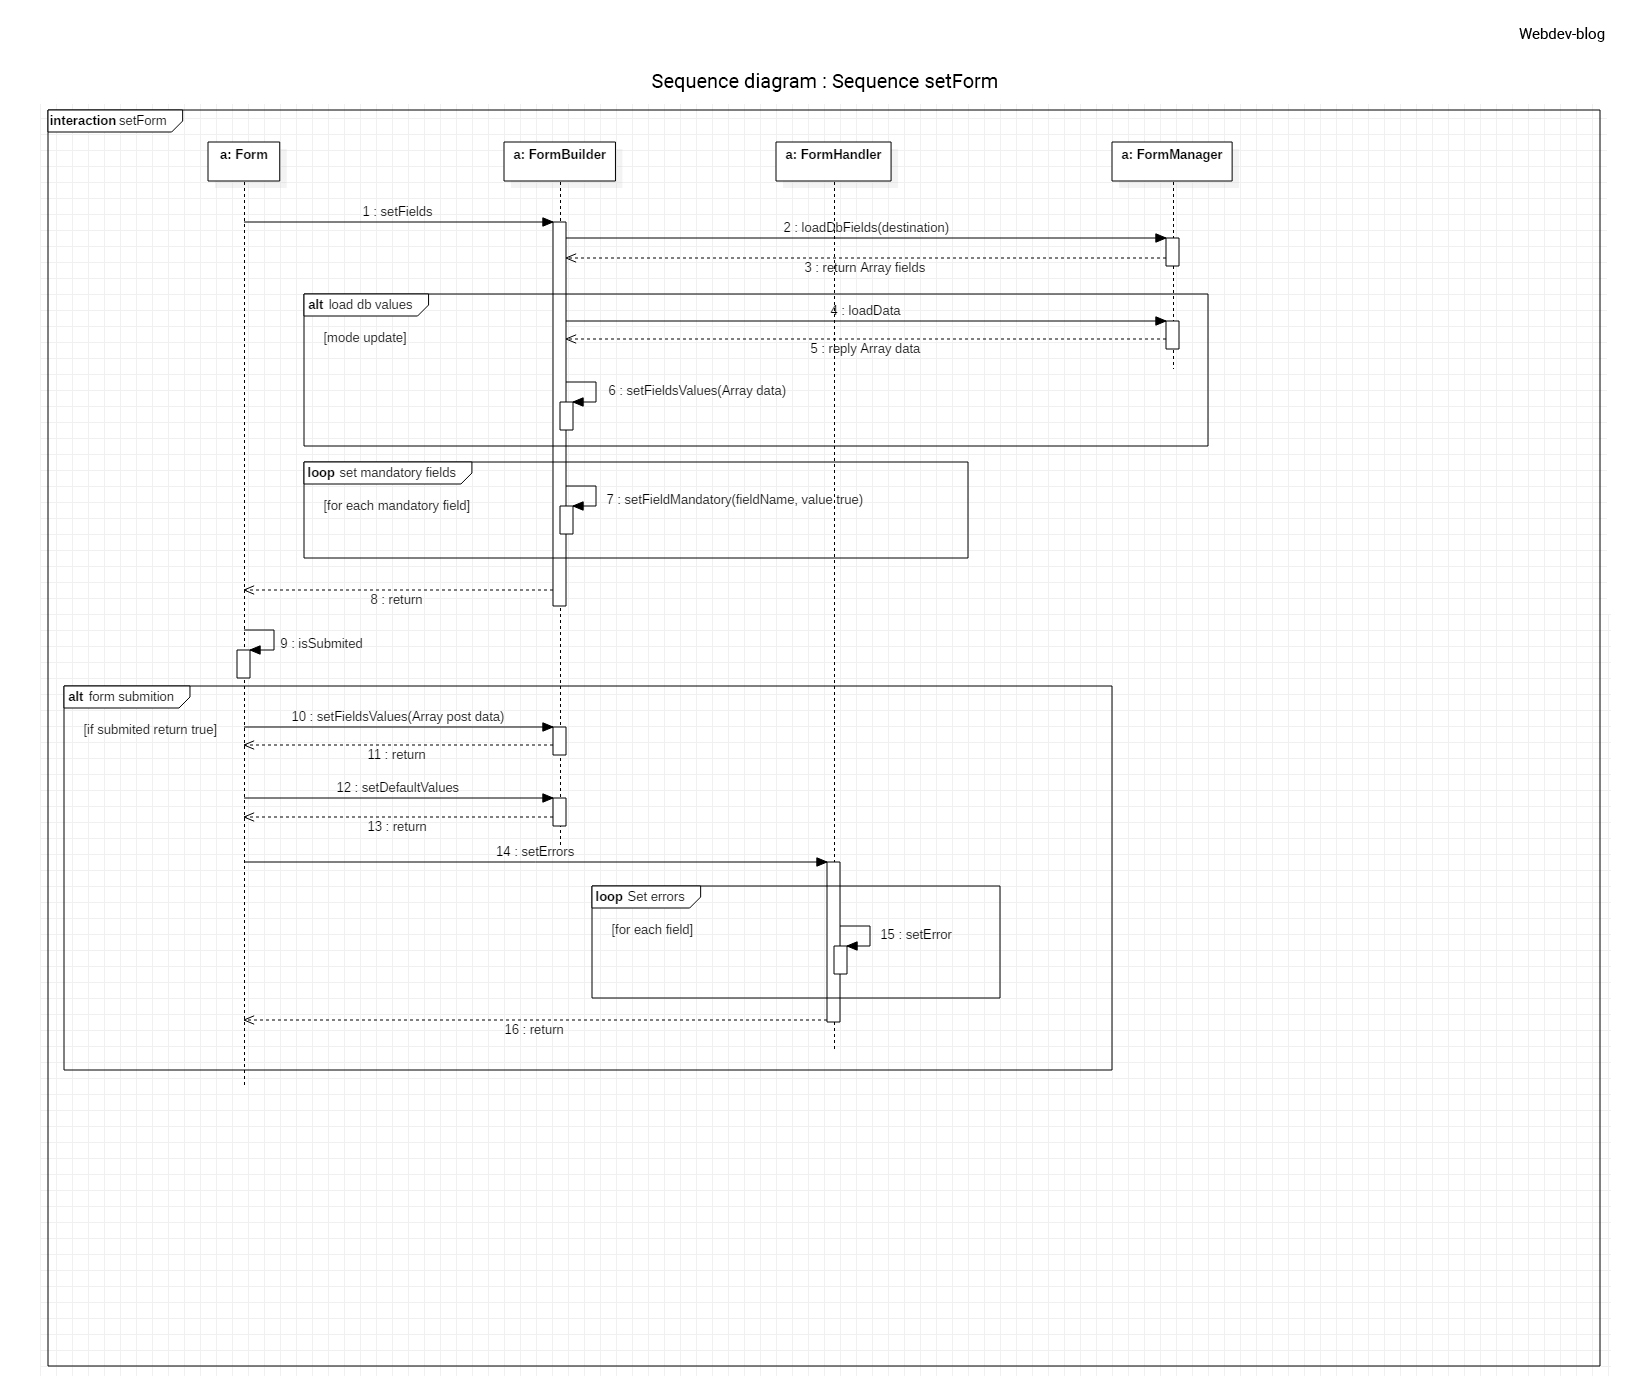 Webdev-blog
Sequence diagram : Sequence setForm
interaction setForm
a: Form
a: FormBuilder
a: FormHandler
a: FormManager
1 : setFields
2 : loadDbFields(destination)
3 : return Array fields
alt load db values
4 : loadData
[mode update]
5 : reply Array data
6 : setFieldsValues(Array data)
loop set mandatory fields
7 : setFieldMandatory(fieldName, value true)
[for each mandatory field]
8 : return
9 : isSubmited
alt form submition
10 : setFieldsValues(Array post data)
[if submited return true]
11 : return
12 : setDefaultValues
13 : return
14 : setErrors
loop Set errors
[for each field]
15 : setError
16 : return